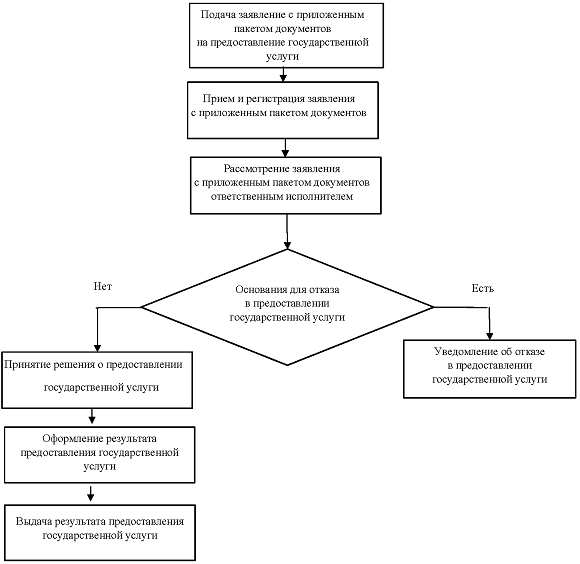 Подача заявление с приложенным
пакетом документов
на предоставление государственной
услуги
Прием и регистрация заявления
с приложенным пакетом документов
Рассмотрение заявления
с приложенным пакетом документов
ответственным исполнителем
Основания для отказа
в предоставлении
государственной услуги
Нет
Есть
Принятие решения о предоставлении
государственной услуги
Уведомление об отказе
в предоставлении
государственной услуги
Оформление результата
предоставления государственной
услуги
Выдача результата предоставления
государственной услуги